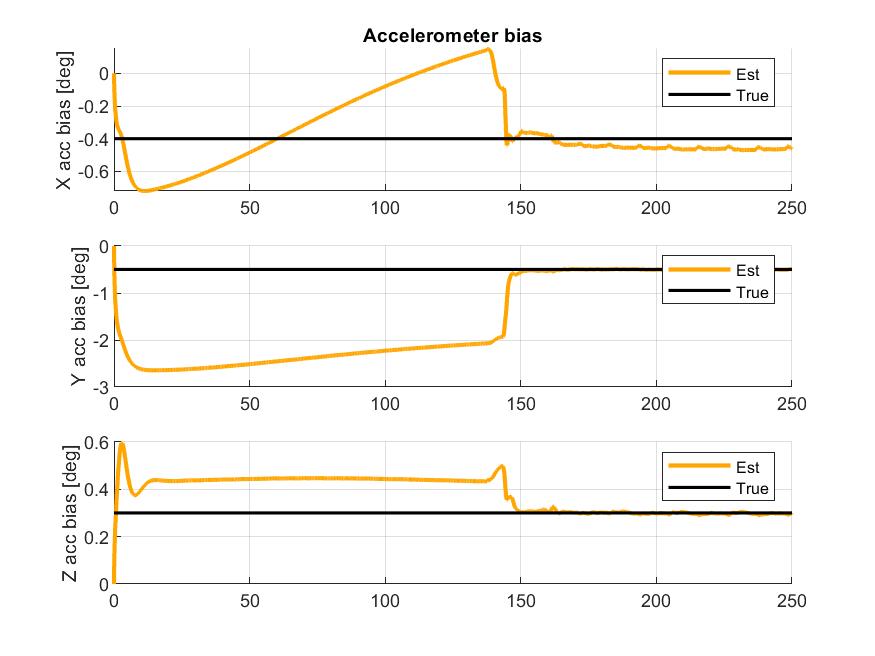 Accelerometer bias
X acc bias [deg]
0
-0.2
-0.4
-0.6
Est
True
0 50 100 150 200 250
Y acc bias [deg]
0
-1
-2
-3
Est
True
0 50 100 150 200 250
Z acc bias [deg]
0.6
0.4
0.2
0
Est
True
0 50 100 150 200 250